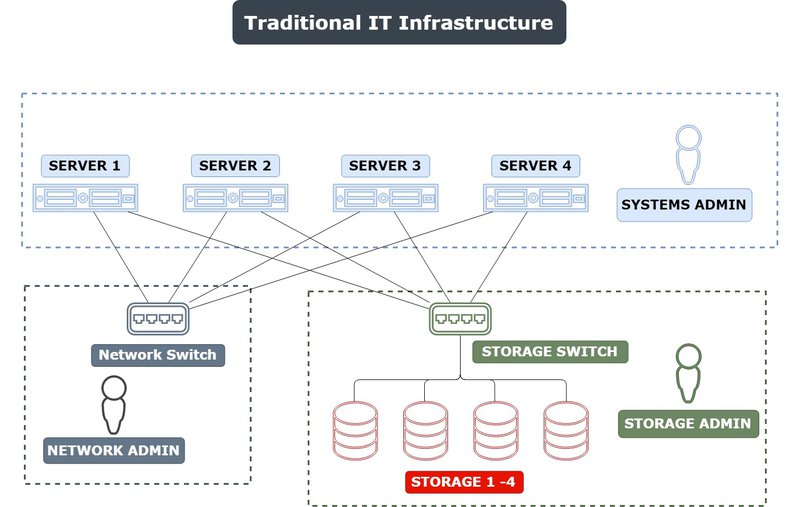 Traditional IT Infrastructure
SERVER 1
SERVER 2
SERVER 3
SERVER 4
SYSTEMS ADMIN
Network Switch
STORAGE SWITCH
NETWORK ADMIN
STORAGE ADMIN
STORAGE 1 -4